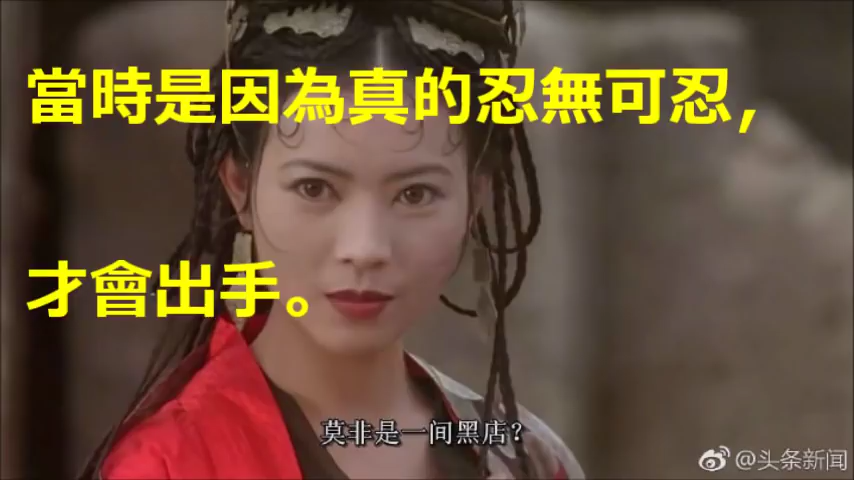 當時是因為真的忍無可忍，
才會出手。
莫非是一间黑店？
@头条新闻